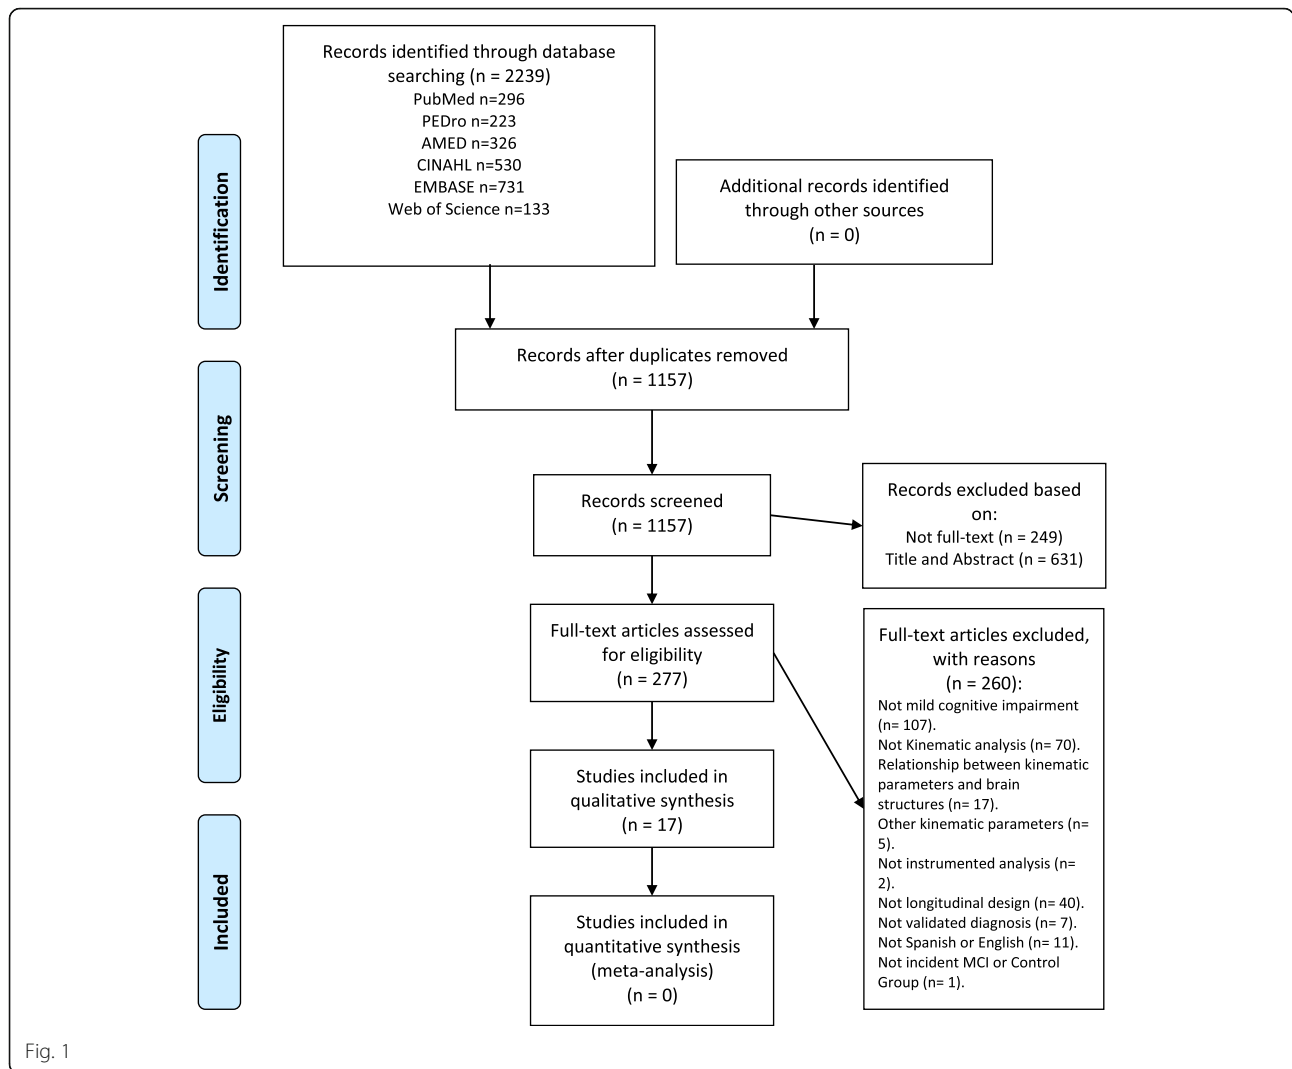 Records identified through database
searching (n = 2239)
PubMed n=296
PEDro n=223
AMED n=326
CINAHL n=530
EMBASE n=731
Web of Science n=133
Additional records identified
through other sources
(n = 0)
Identification
Records after duplicates removed
(n = 1157)
Screening
Records screened
(n = 1157)
Records excluded based
on:
Not full-text (n = 249)
Title and Abstract (n = 631)
Eligibility
Full-text articles assessed
for eligibility
(n = 277)
Full-text articles excluded,
with reasons
(n = 260):
Not mild cognitive impairment
(n= 107).
Not Kinematic analysis (n= 70).
Relationship between kinematic
parameters and brain
structures (n= 17).
Other kinematic parameters (n=
5).
Not instrumented analysis (n=
2).
Not longitudinal design (n= 40).
Not validated diagnosis (n= 7).
Not Spanish or English (n= 11).
Not incident MCI or Control
Group (n= 1).
Studies included in
qualitative synthesis
(n = 17)
Included
Studies included in
quantitative synthesis
(meta-analysis)
(n = 0)
Fig. 1